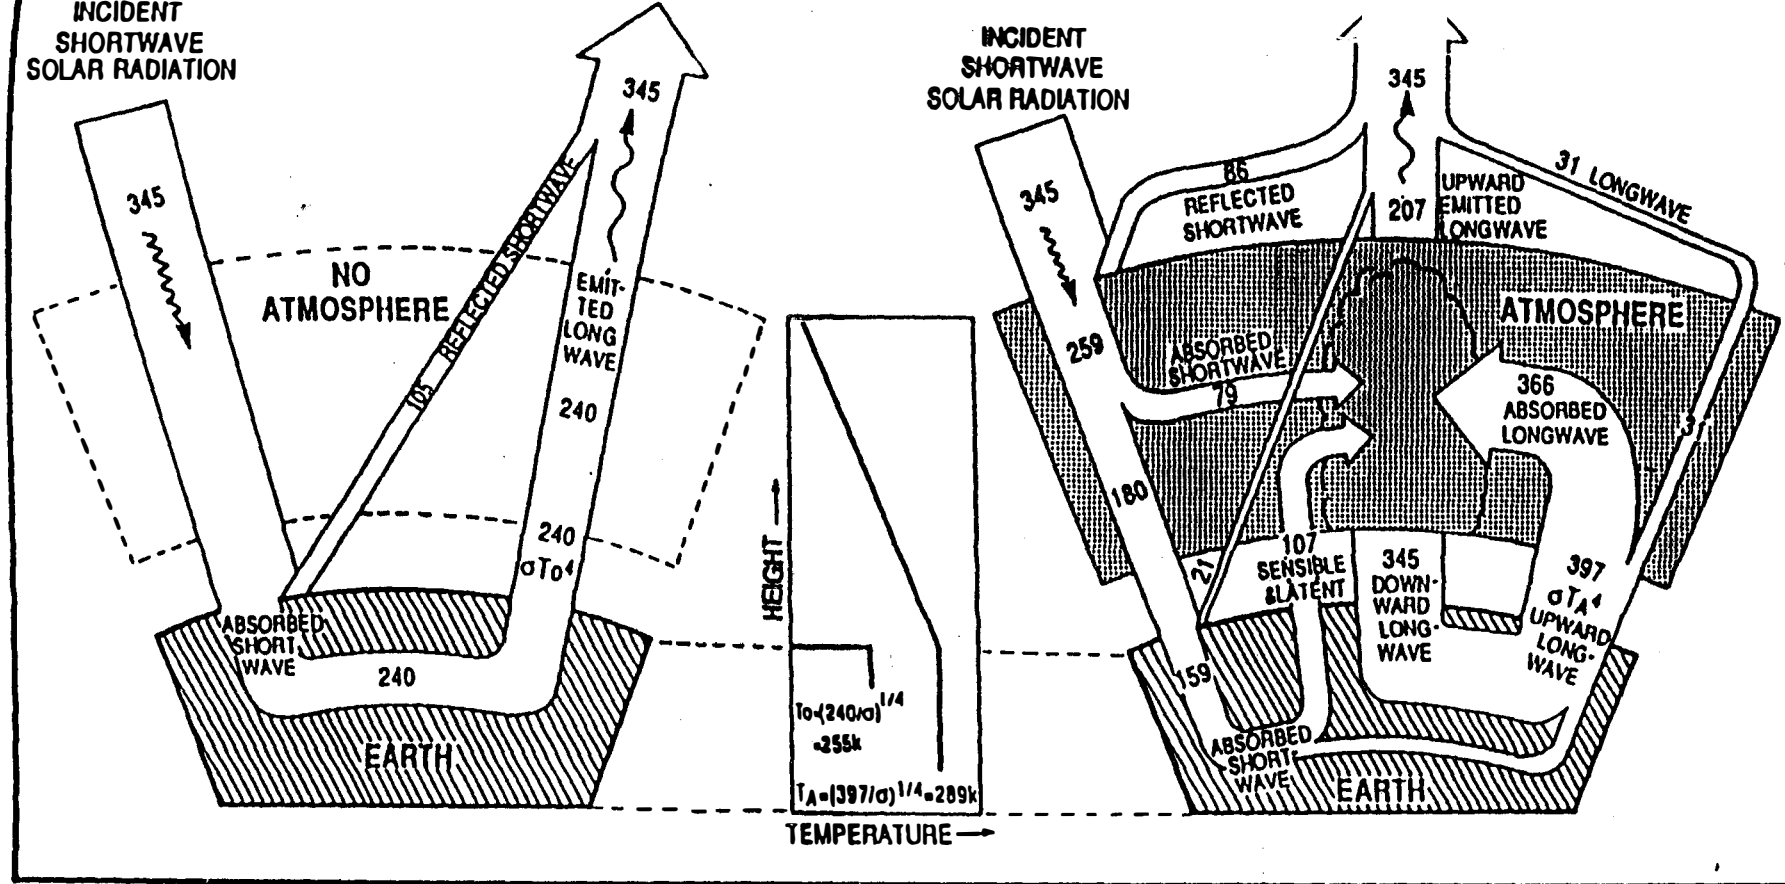 INCIDENT
SHORTWAVE
SOLAR RADIATION
345
345
NO
ATMOSPHERE
105 REFLECTED SHORTWAVE
EMIT-
TED
LONG
WAVE
240
240
σT₀⁴
ABSORBED
SHORT
WAVE
240
EARTH
HEIGHT
T₀=(240/σ)1/4
=255k
TA=(397/σ)1/4=289k
TEMPERATURE
INCIDENT
SHORTWAVE
SOLAR RADIATION
345
345
86
REFLECTED
SHORTWAVE
207
UPWARD
EMITTED
LONGWAVE
31 LONGWAVE
ATMOSPHERE
259
ABSORBED
SHORTWAVE
79
366
ABSORBED
LONGWAVE
31
180
21
107
SENSIBLE
&LATENT
345
DOWN-
WARD
LONG-
WAVE
397
σTA⁴
UPWARD
LONG-
WAVE
159
ABSORBED
SHORT-
WAVE
EARTH